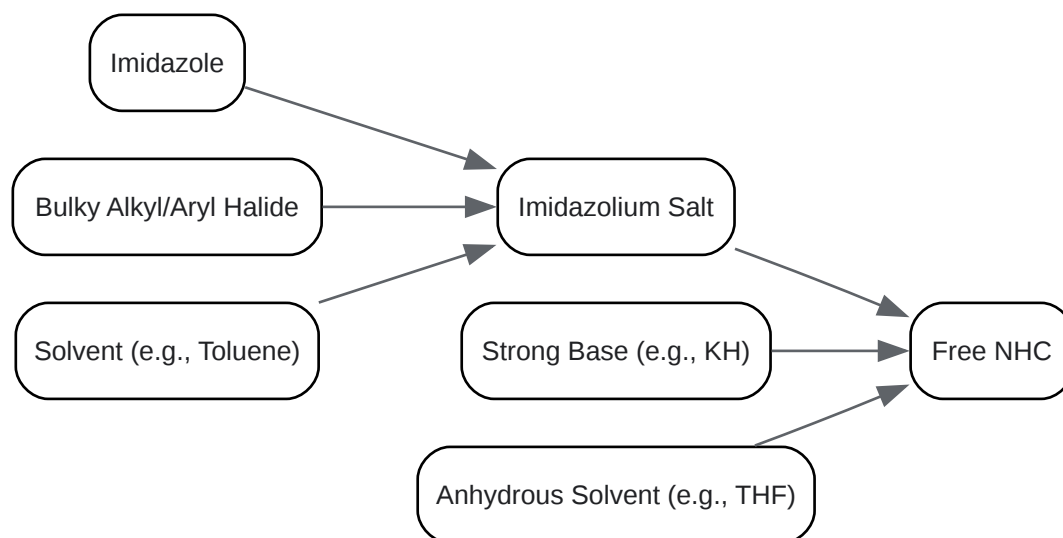 Imidazole
Bulky Alkyl/Aryl Halide
Imidazolium Salt
Solvent (e.g., Toluene)
Strong Base (e.g., KH)
Free NHC
Anhydrous Solvent (e.g., THF)